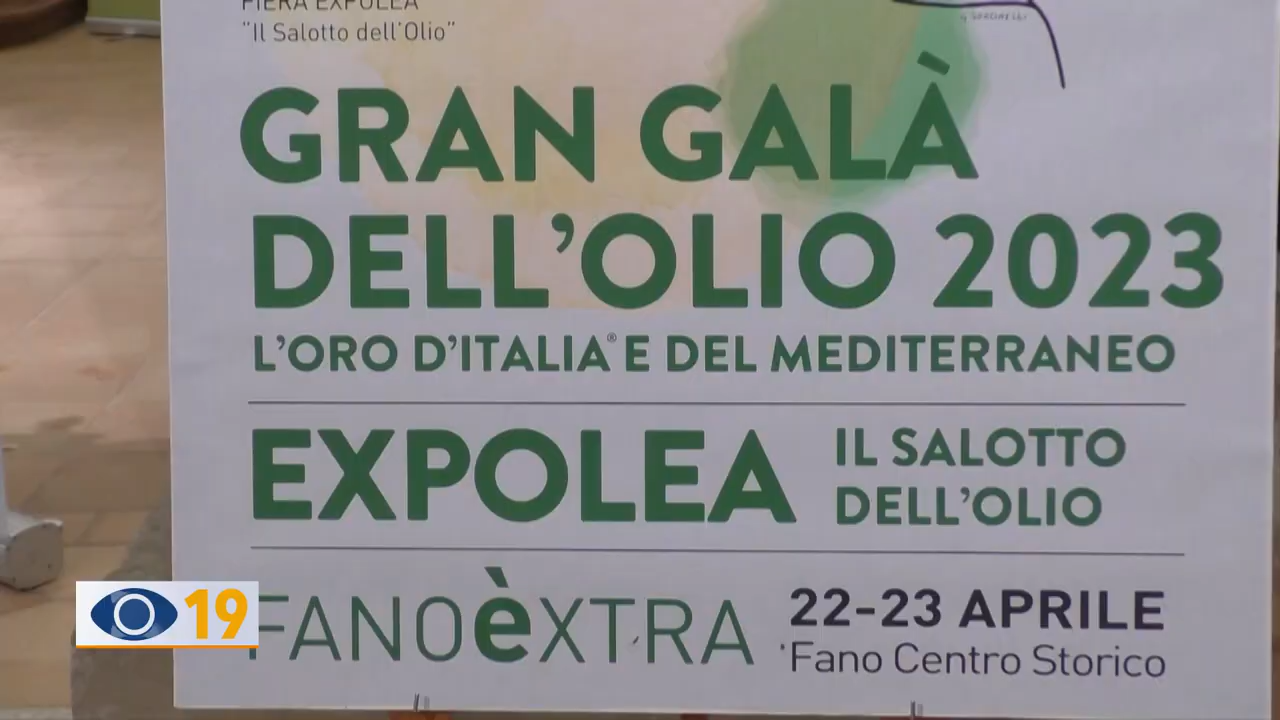 FIERA EXPOLEA
"Il Salotto dell'Olio"
GRAN GALÀ
DELL'OLIO 2023
L'ORO D'ITALIA® E DEL MEDITERRANEO
EXPOLEA
IL SALOTTO
DELL'OLIO
FANOèXTRA
22-23 APRILE
Fano Centro Storico
19